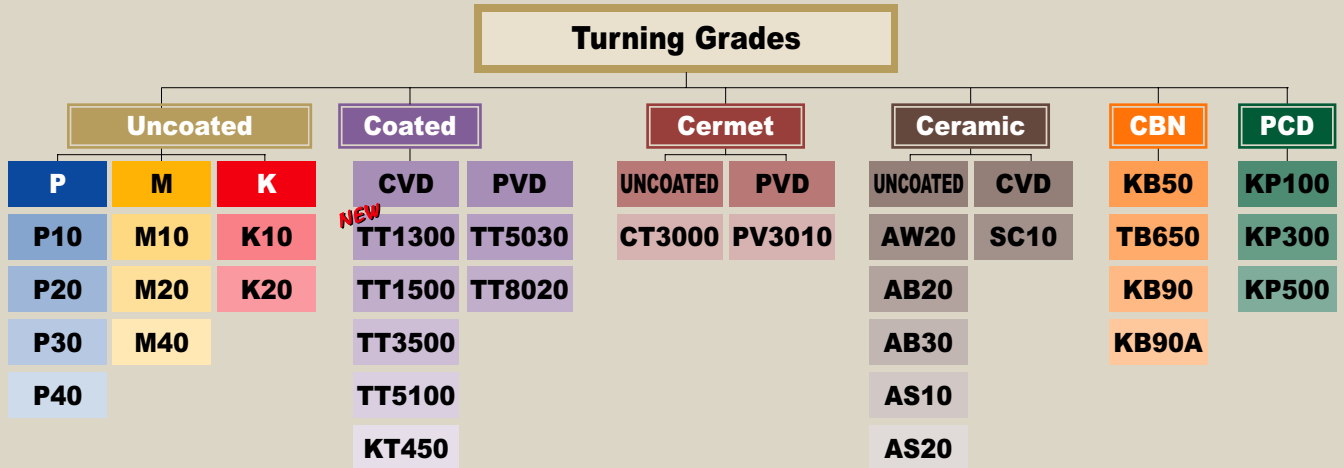 Turning Grades
Uncoated Coated Cermet Ceramic CBN PCD
P M K CVD PVD UNCOATED PVD UNCOATED CVD KB50 KP100
NEW
P10 M10 K10 TT1300 TT5030 CT3000 PV3010 AW20 SC10 TB650 KP300
P20 M20 K20 TT1500 TT8020 AB20 KB90 KP500
P30 M40 TT3500 AB30 KB90A
P40 TT5100 AS10
KT450 AS20